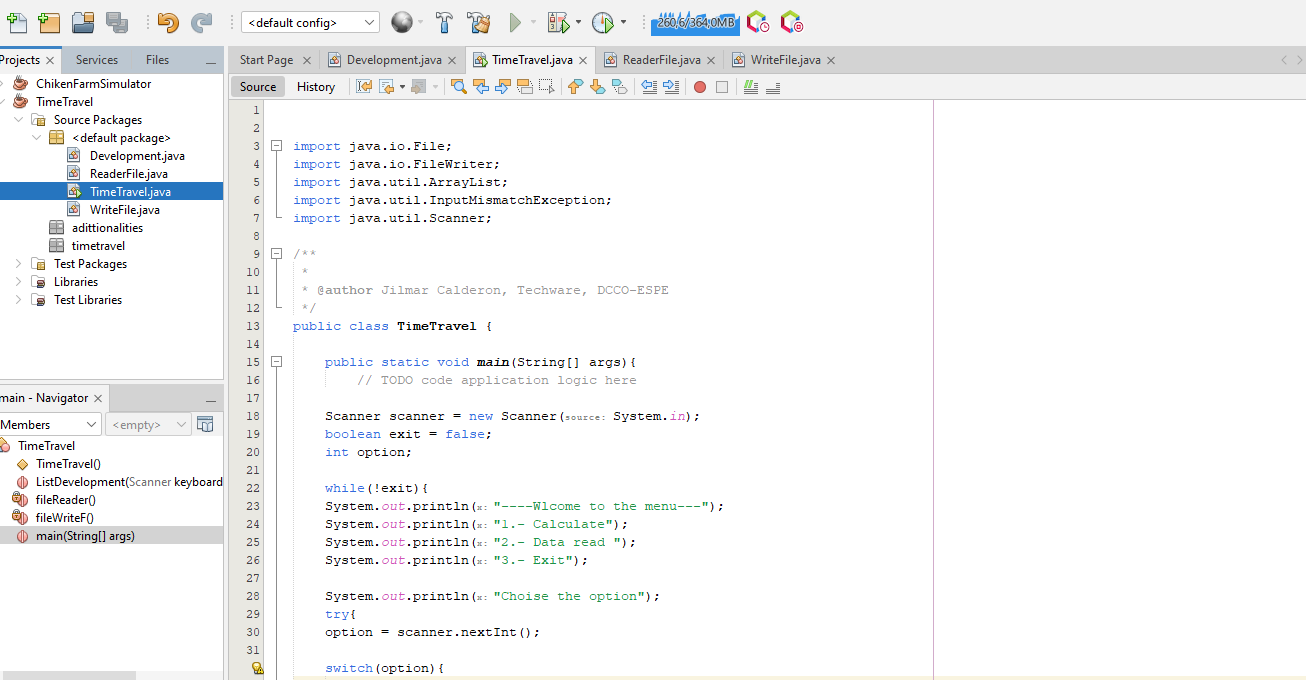 <default config>
260,6/364,0MB
Projects
Services
Files
Start Page
Development.java
TimeTravel.java
ReaderFile.java
WriteFile.java
Source
History
ChikenFarmSimulator
TimeTravel
Source Packages
<default package>
Development.java
ReaderFile.java
TimeTravel.java
WriteFile.java
adittionalities
timetravel
Test Packages
Libraries
Test Libraries
main - Navigator
Members
<empty>
TimeTravel
TimeTravel()
ListDevelopment(Scanner keyboard
fileReader()
fileWriteF()
main(String[] args)
1
2
3 import java.io.File;
4 import java.io.FileWriter;
5 import java.util.ArrayList;
6 import java.util.InputMismatchException;
7 import java.util.Scanner;
8
9 /**
10 *
11 * @author Jilmar Calderon, Techware, DCCO-ESPE
12 */
13 public class TimeTravel {
14
15 public static void main(String[] args){
16 // TODO code application logic here
17
18 Scanner scanner = new Scanner(source: System.in);
19 boolean exit = false;
20 int option;
21
22 while(!exit){
23 System.out.println(x: "----Wlcome to the menu---");
24 System.out.println(x: "1.- Calculate");
25 System.out.println(x: "2.- Data read ");
26 System.out.println(x: "3.- Exit");
27
28 System.out.println(x: "Choise the option");
29 try{
30 option = scanner.nextInt();
31
switch(option){